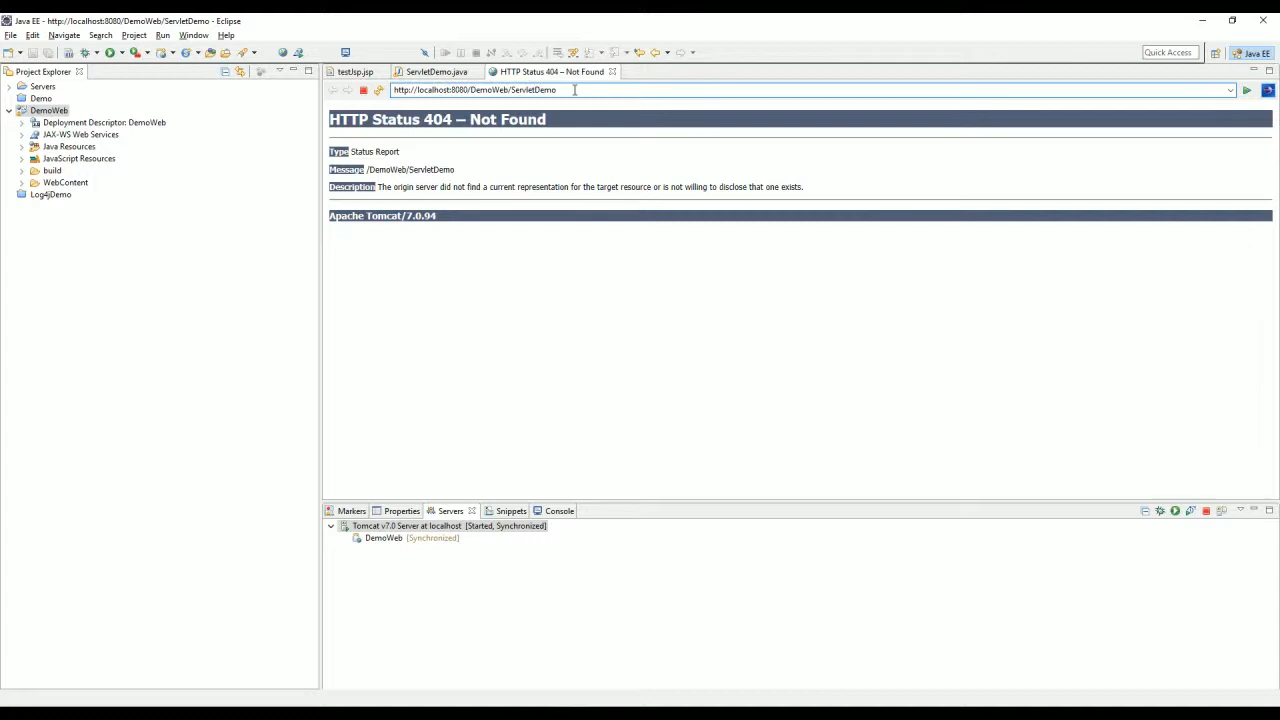 Java EE - http://localhost:8080/DemoWeb/ServletDemo - Eclipse
File Edit Navigate Search Project Run Window Help
Quick Access Java EE
Project Explorer
Servers
Demo
DemoWeb
Deployment Descriptor: DemoWeb
JAX-WS Web Services
Java Resources
JavaScript Resources
build
WebContent
Log4jDemo
testJsp.jsp ServletDemo.java HTTP Status 404 – Not Found
http://localhost:8080/DemoWeb/ServletDemo
HTTP Status 404 – Not Found
Type Status Report
Message /DemoWeb/ServletDemo
Description The origin server did not find a current representation for the target resource or is not willing to disclose that one exists.
Apache Tomcat/7.0.94
Markers Properties Servers Snippets Console
Tomcat v7.0 Server at localhost [Started, Synchronized]
DemoWeb [Synchronized]